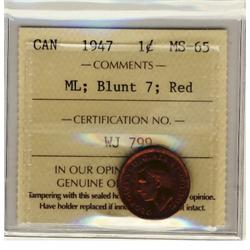 CAN 1947 1¢ MS-65
— COMMENTS —
ML; Blunt 7; Red
— CERTIFICATION NO. —
WJ 799
IN OUR OPIN
GENUINE O
Tampering with this sealed ho opinion.
Have holder replaced if inn intact.